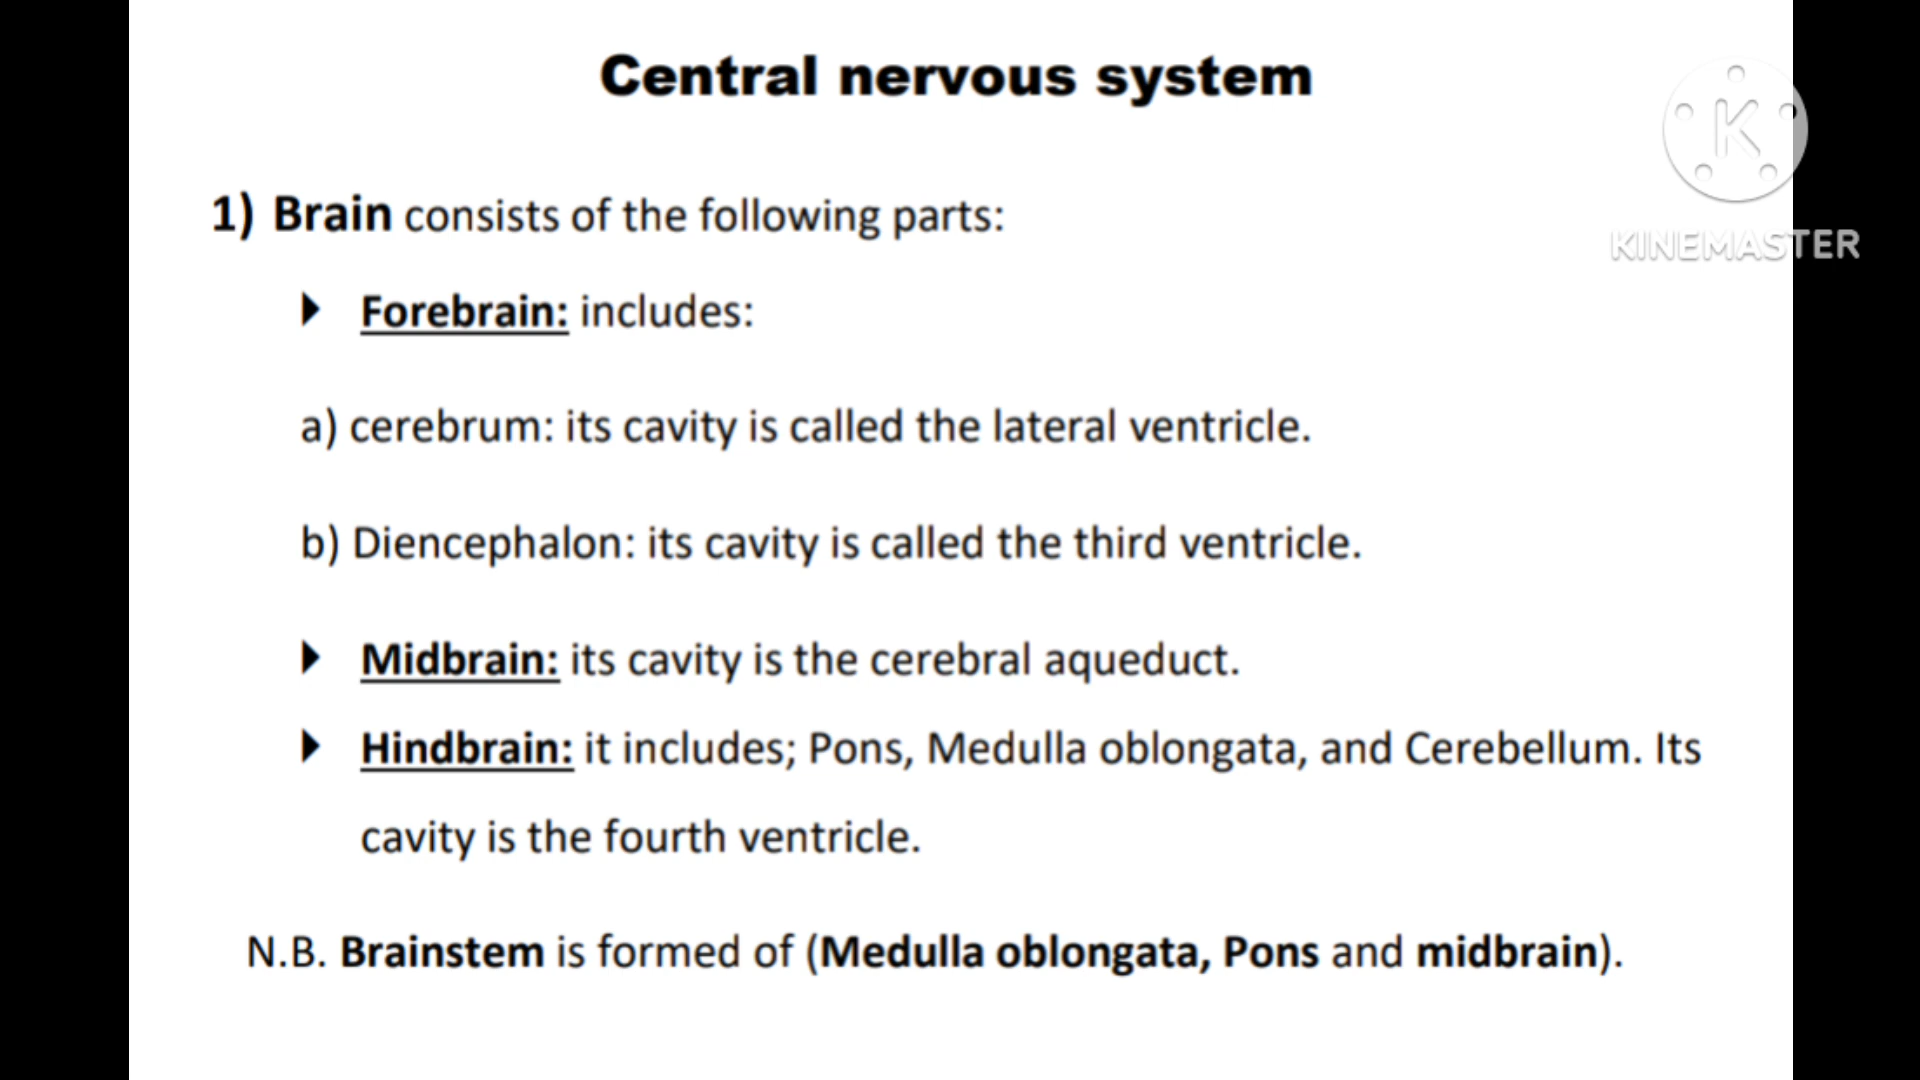 Central nervous system
K
KINEMASTER
1) Brain consists of the following parts:
Forebrain: includes:
a) cerebrum: its cavity is called the lateral ventricle.
b) Diencephalon: its cavity is called the third ventricle.
Midbrain: its cavity is the cerebral aqueduct.
Hindbrain: it includes; Pons, Medulla oblongata, and Cerebellum. Its
cavity is the fourth ventricle.
N.B. Brainstem is formed of (Medulla oblongata, Pons and midbrain).